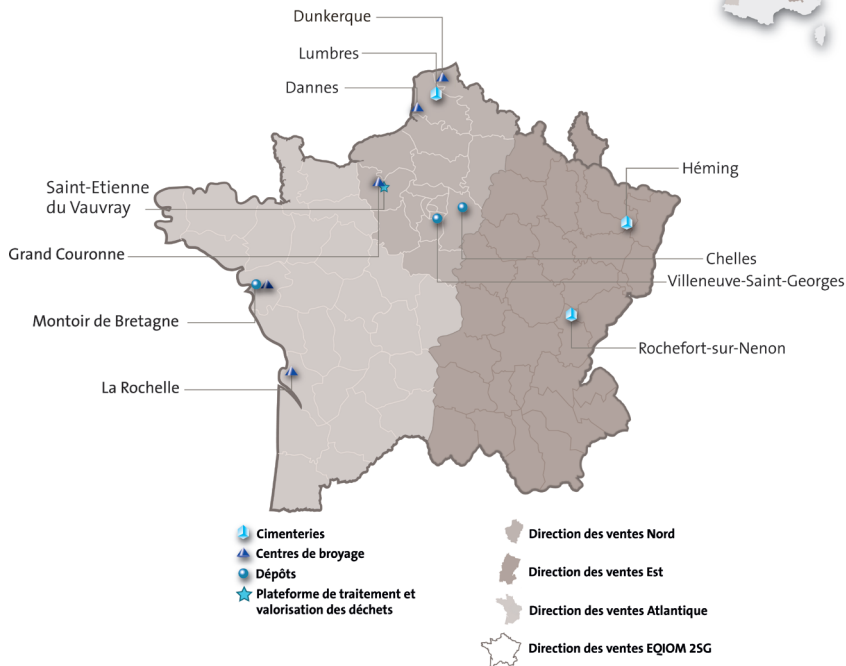 Dunkerque
Lumbres
Dannes
Saint-Etienne
du Vauvray
Grand Couronne
Montoir de Bretagne
La Rochelle
Héming
Chelles
Villeneuve-Saint-Georges
Rochefort-sur-Nenon
Cimenteries
Centres de broyage
Dépôts
Plateforme de traitement et
valorisation des déchets
Direction des ventes Nord
Direction des ventes Est
Direction des ventes Atlantique
Direction des ventes EQIOM 2SG